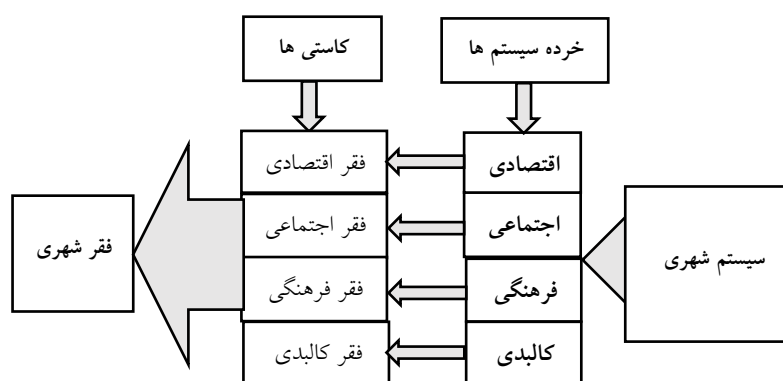 خرده سیستم ها
کاستی ها
اقتصادی
فقر اقتصادی
اجتماعی
فقر اجتماعی
سیستم شهری
فقر شهری
فرهنگی
فقر فرهنگی
کالبدی
فقر کالبدی